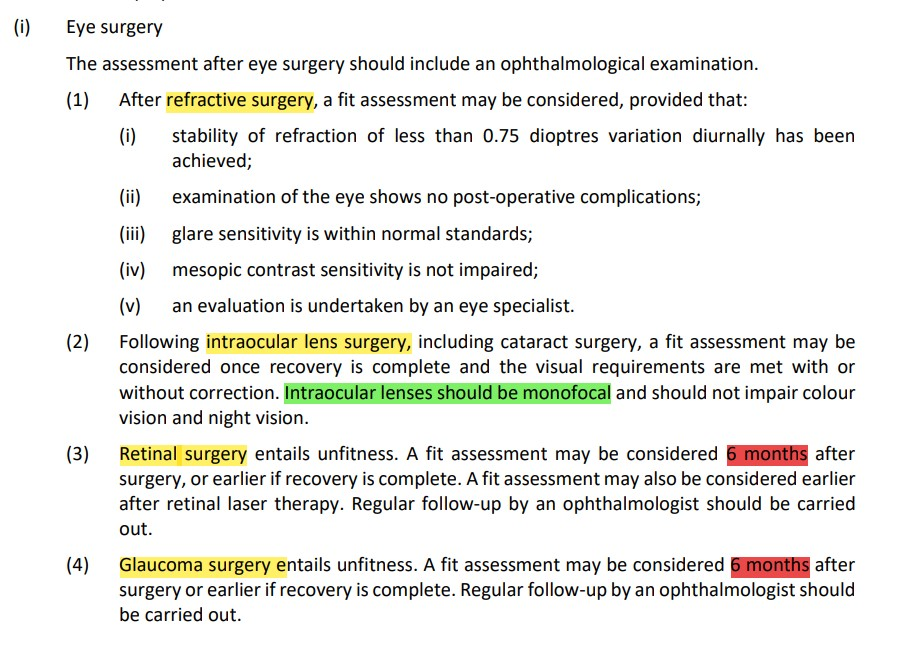 (i) Eye surgery
The assessment after eye surgery should include an ophthalmological examination.
(1) After refractive surgery, a fit assessment may be considered, provided that:
(i) stability of refraction of less than 0.75 dioptres variation diurnally has been
achieved;
(ii) examination of the eye shows no post-operative complications;
(iii) glare sensitivity is within normal standards;
(iv) mesopic contrast sensitivity is not impaired;
(v) an evaluation is undertaken by an eye specialist.
(2) Following intraocular lens surgery, including cataract surgery, a fit assessment may be
considered once recovery is complete and the visual requirements are met with or
without correction. Intraocular lenses should be monofocal and should not impair colour
vision and night vision.
(3) Retinal surgery entails unfitness. A fit assessment may be considered 6 months after
surgery, or earlier if recovery is complete. A fit assessment may also be considered earlier
after retinal laser therapy. Regular follow-up by an ophthalmologist should be carried
out.
(4) Glaucoma surgery entails unfitness. A fit assessment may be considered 6 months after
surgery or earlier if recovery is complete. Regular follow-up by an ophthalmologist should
be carried out.